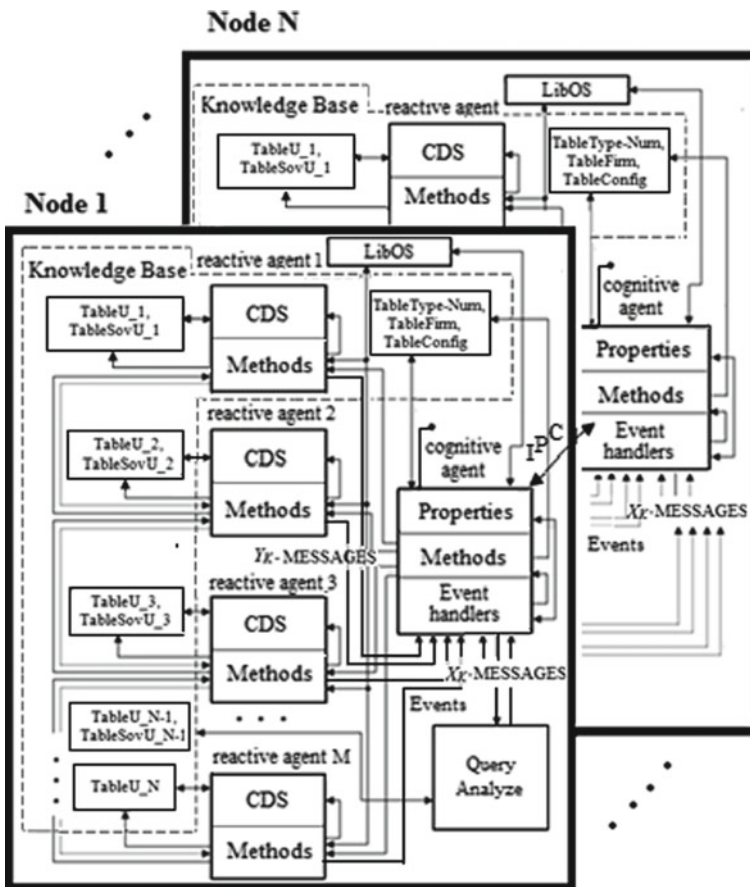 Node N
LibOS
Knowledge Base
reactive agent
TableU_1,
TableSovU_1
CDS
Methods
TableType-Num,
TableFirm,
TableConfig
cognitive
agent
Properties
Methods
Event
handlers
IPC
Xк-MESSAGES
Events
Node 1
Knowledge Base
reactive agent 1
LibOS
TableU_1,
TableSovU_1
CDS
Methods
TableType-Num,
TableFirm,
TableConfig
reactive agent 2
TableU_2,
TableSovU_2
CDS
Methods
cognitive
agent
Properties
Methods
Event
handlers
Yк-MESSAGES
reactive agent 3
TableU_3,
TableSovU_3
CDS
Methods
Xк-MESSAGES
Events
TableU_N-1,
TableSovU_N-1
reactive agent M
TableU_N
CDS
Methods
Query
Analyze